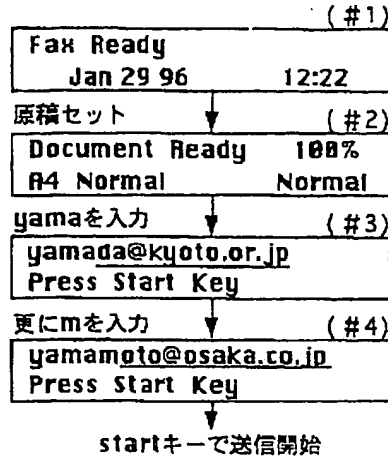 (#1)
Fax Ready
Jan 29 96 12:22
原稿セット (#2)
Document Ready 100%
A4 Normal Normal
yamaを入力 (#3)
yamada@kyoto.or.jp
Press Start Key
更にmを入力 (#4)
yamamoto@osaka.co.jp
Press Start Key
startキーで送信開始